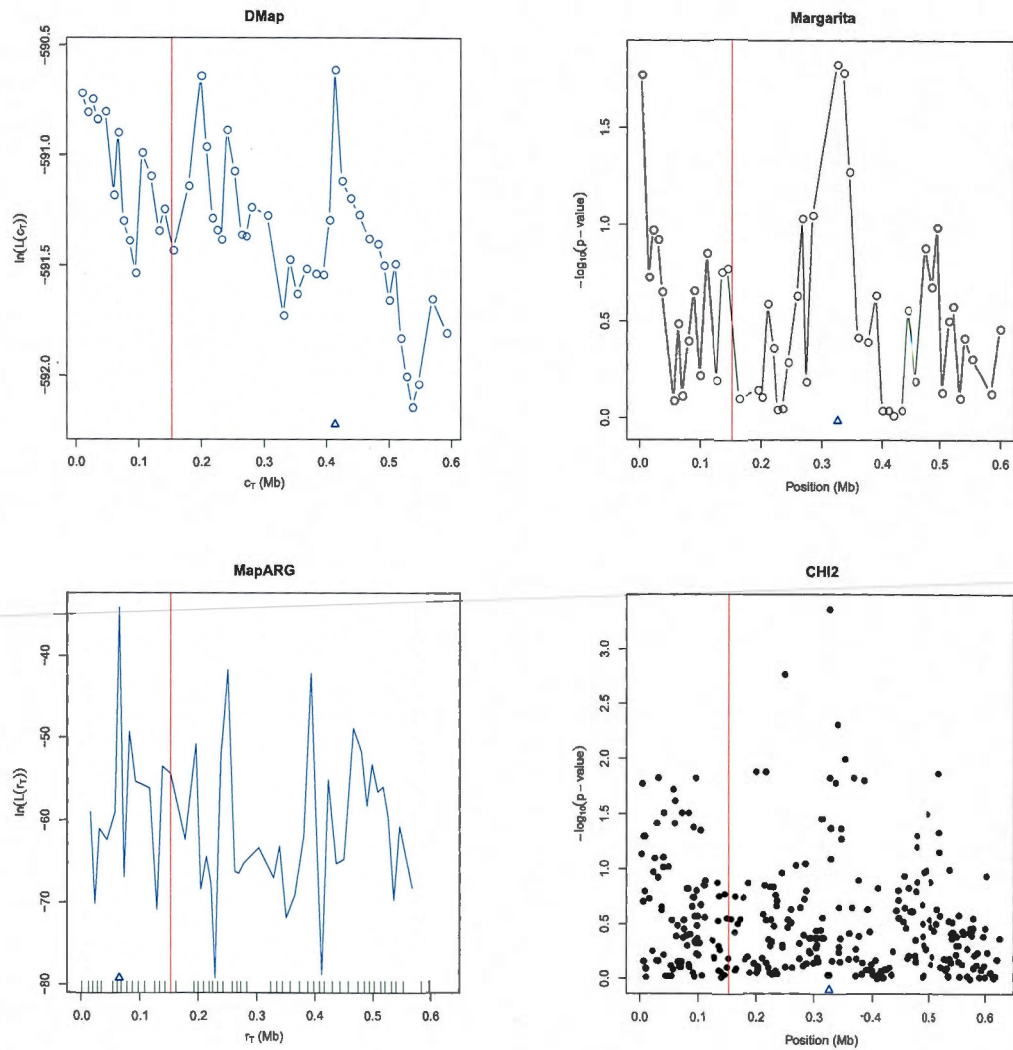 DMap
ln(L(c_T))
−590.5
−591.0
−591.5
−592.0
0.0 0.1 0.2 0.3 0.4 0.5 0.6
c_T (Mb)
Margarita
−log10(p − value)
1.5
1.0
0.5
0.0
0.0 0.1 0.2 0.3 0.4 0.5 0.6
Position (Mb)
MapARG
ln(L(r_T))
−40
−50
−60
−70
−80
0.0 0.1 0.2 0.3 0.4 0.5 0.6
r_T (Mb)
CHI2
−log10(p − value)
3.0
2.5
2.0
1.5
1.0
0.5
0.0
0.0 0.1 0.2 0.3 0.4 0.5 0.6
Position (Mb)